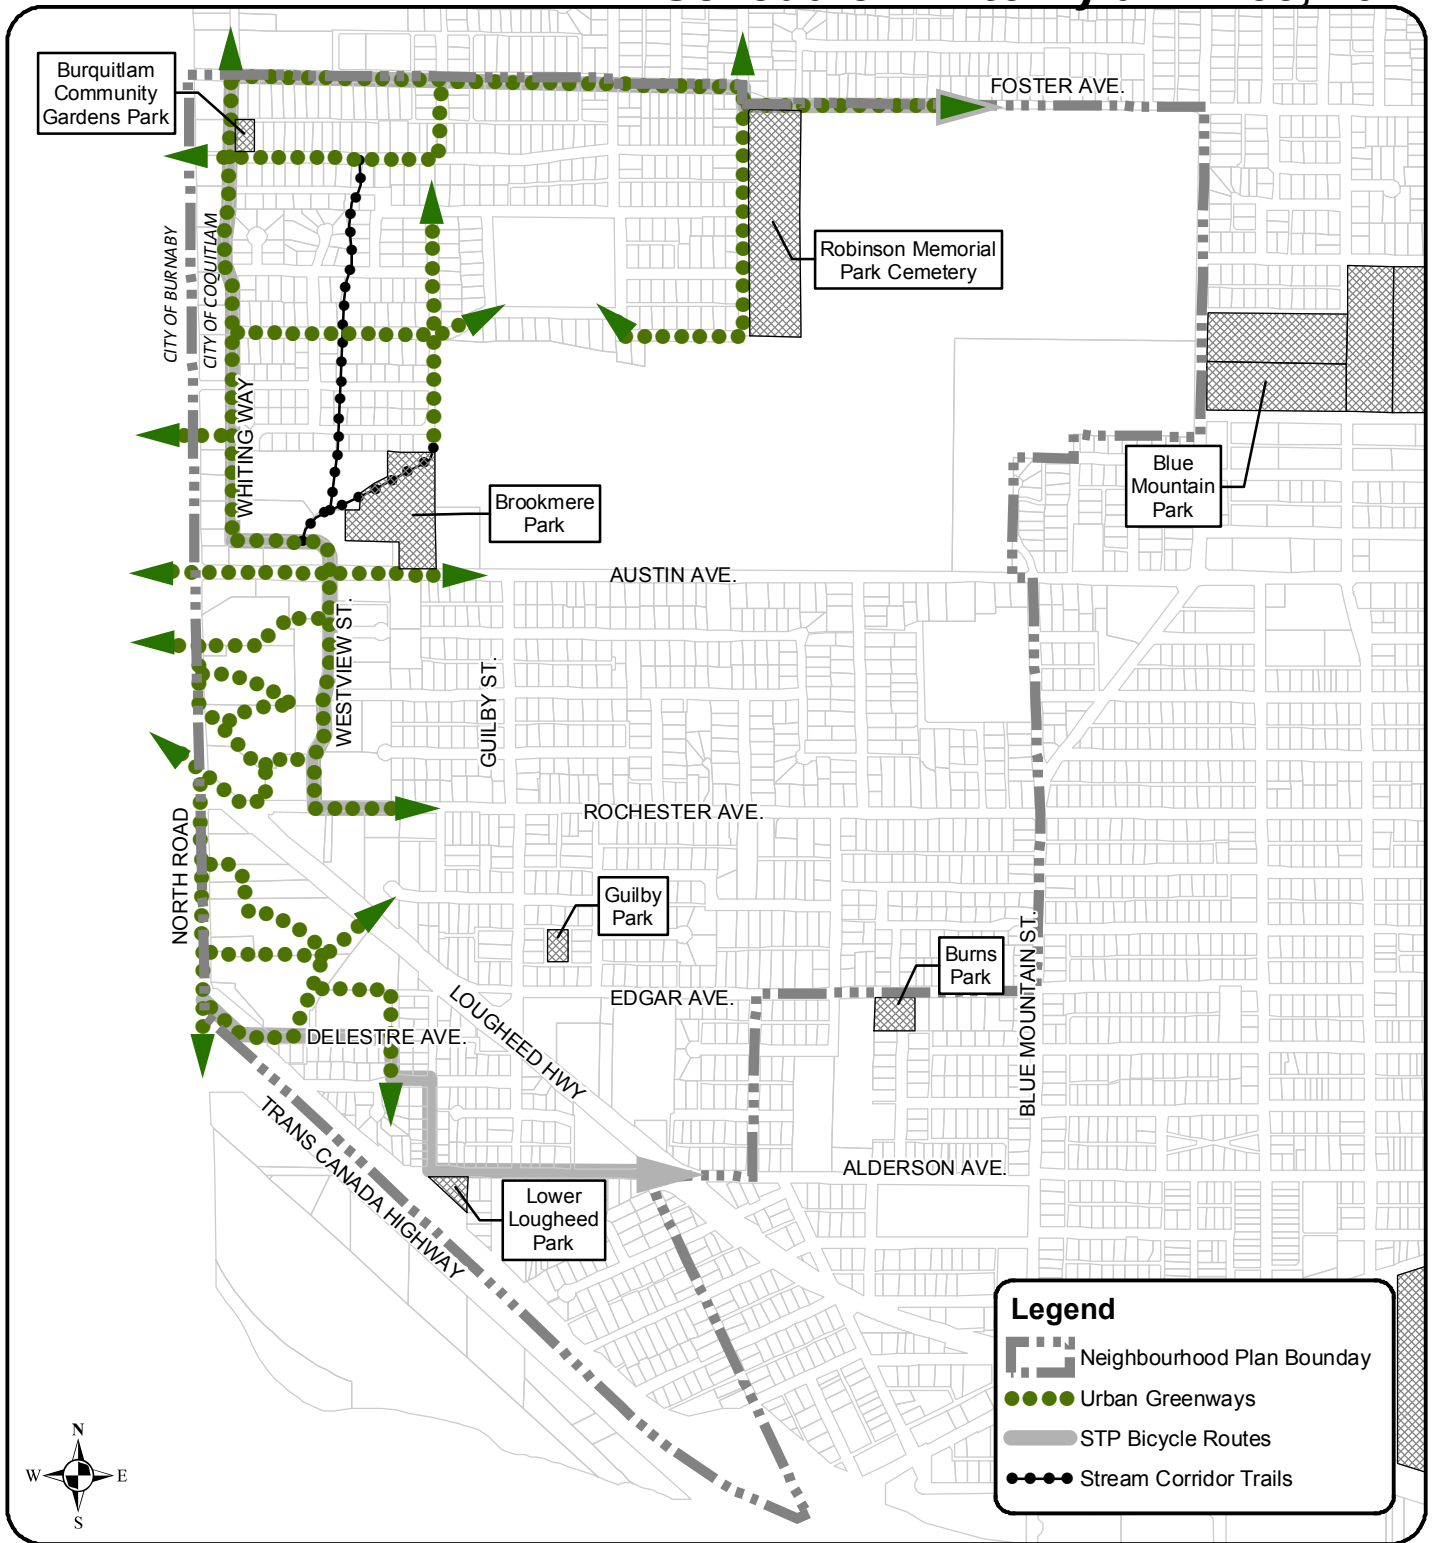 Burquitlam
Community
Gardens Park
FOSTER AVE.
CITY OF BURNABY
CITY OF COQUITLAM
Robinson Memorial
Park Cemetery
WHITING WAY
Brookmere
Park
Blue
Mountain
Park
AUSTIN AVE.
WESTVIEW ST.
GUILBY ST.
NORTH ROAD
ROCHESTER AVE.
Guilby
Park
Burns
Park
BLUE MOUNTAIN ST.
EDGAR AVE.
LOUGHEED HWY
DELESTRE AVE.
TRANS CANADA HIGHWAY
ALDERSON AVE.
Lower
Lougheed
Park
Legend
Neighbourhood Plan Bounday
Urban Greenways
STP Bicycle Routes
Stream Corridor Trails
N
W E
S